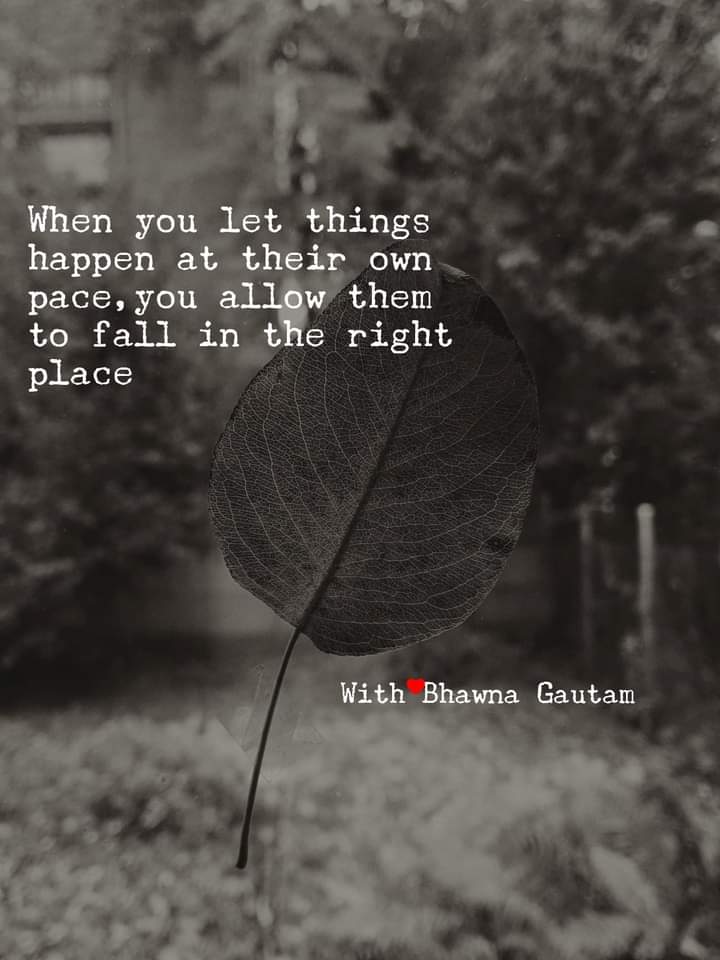 When you let things
happen at their own
pace,you allow them
to fall in the right
place
With❤Bhawna Gautam